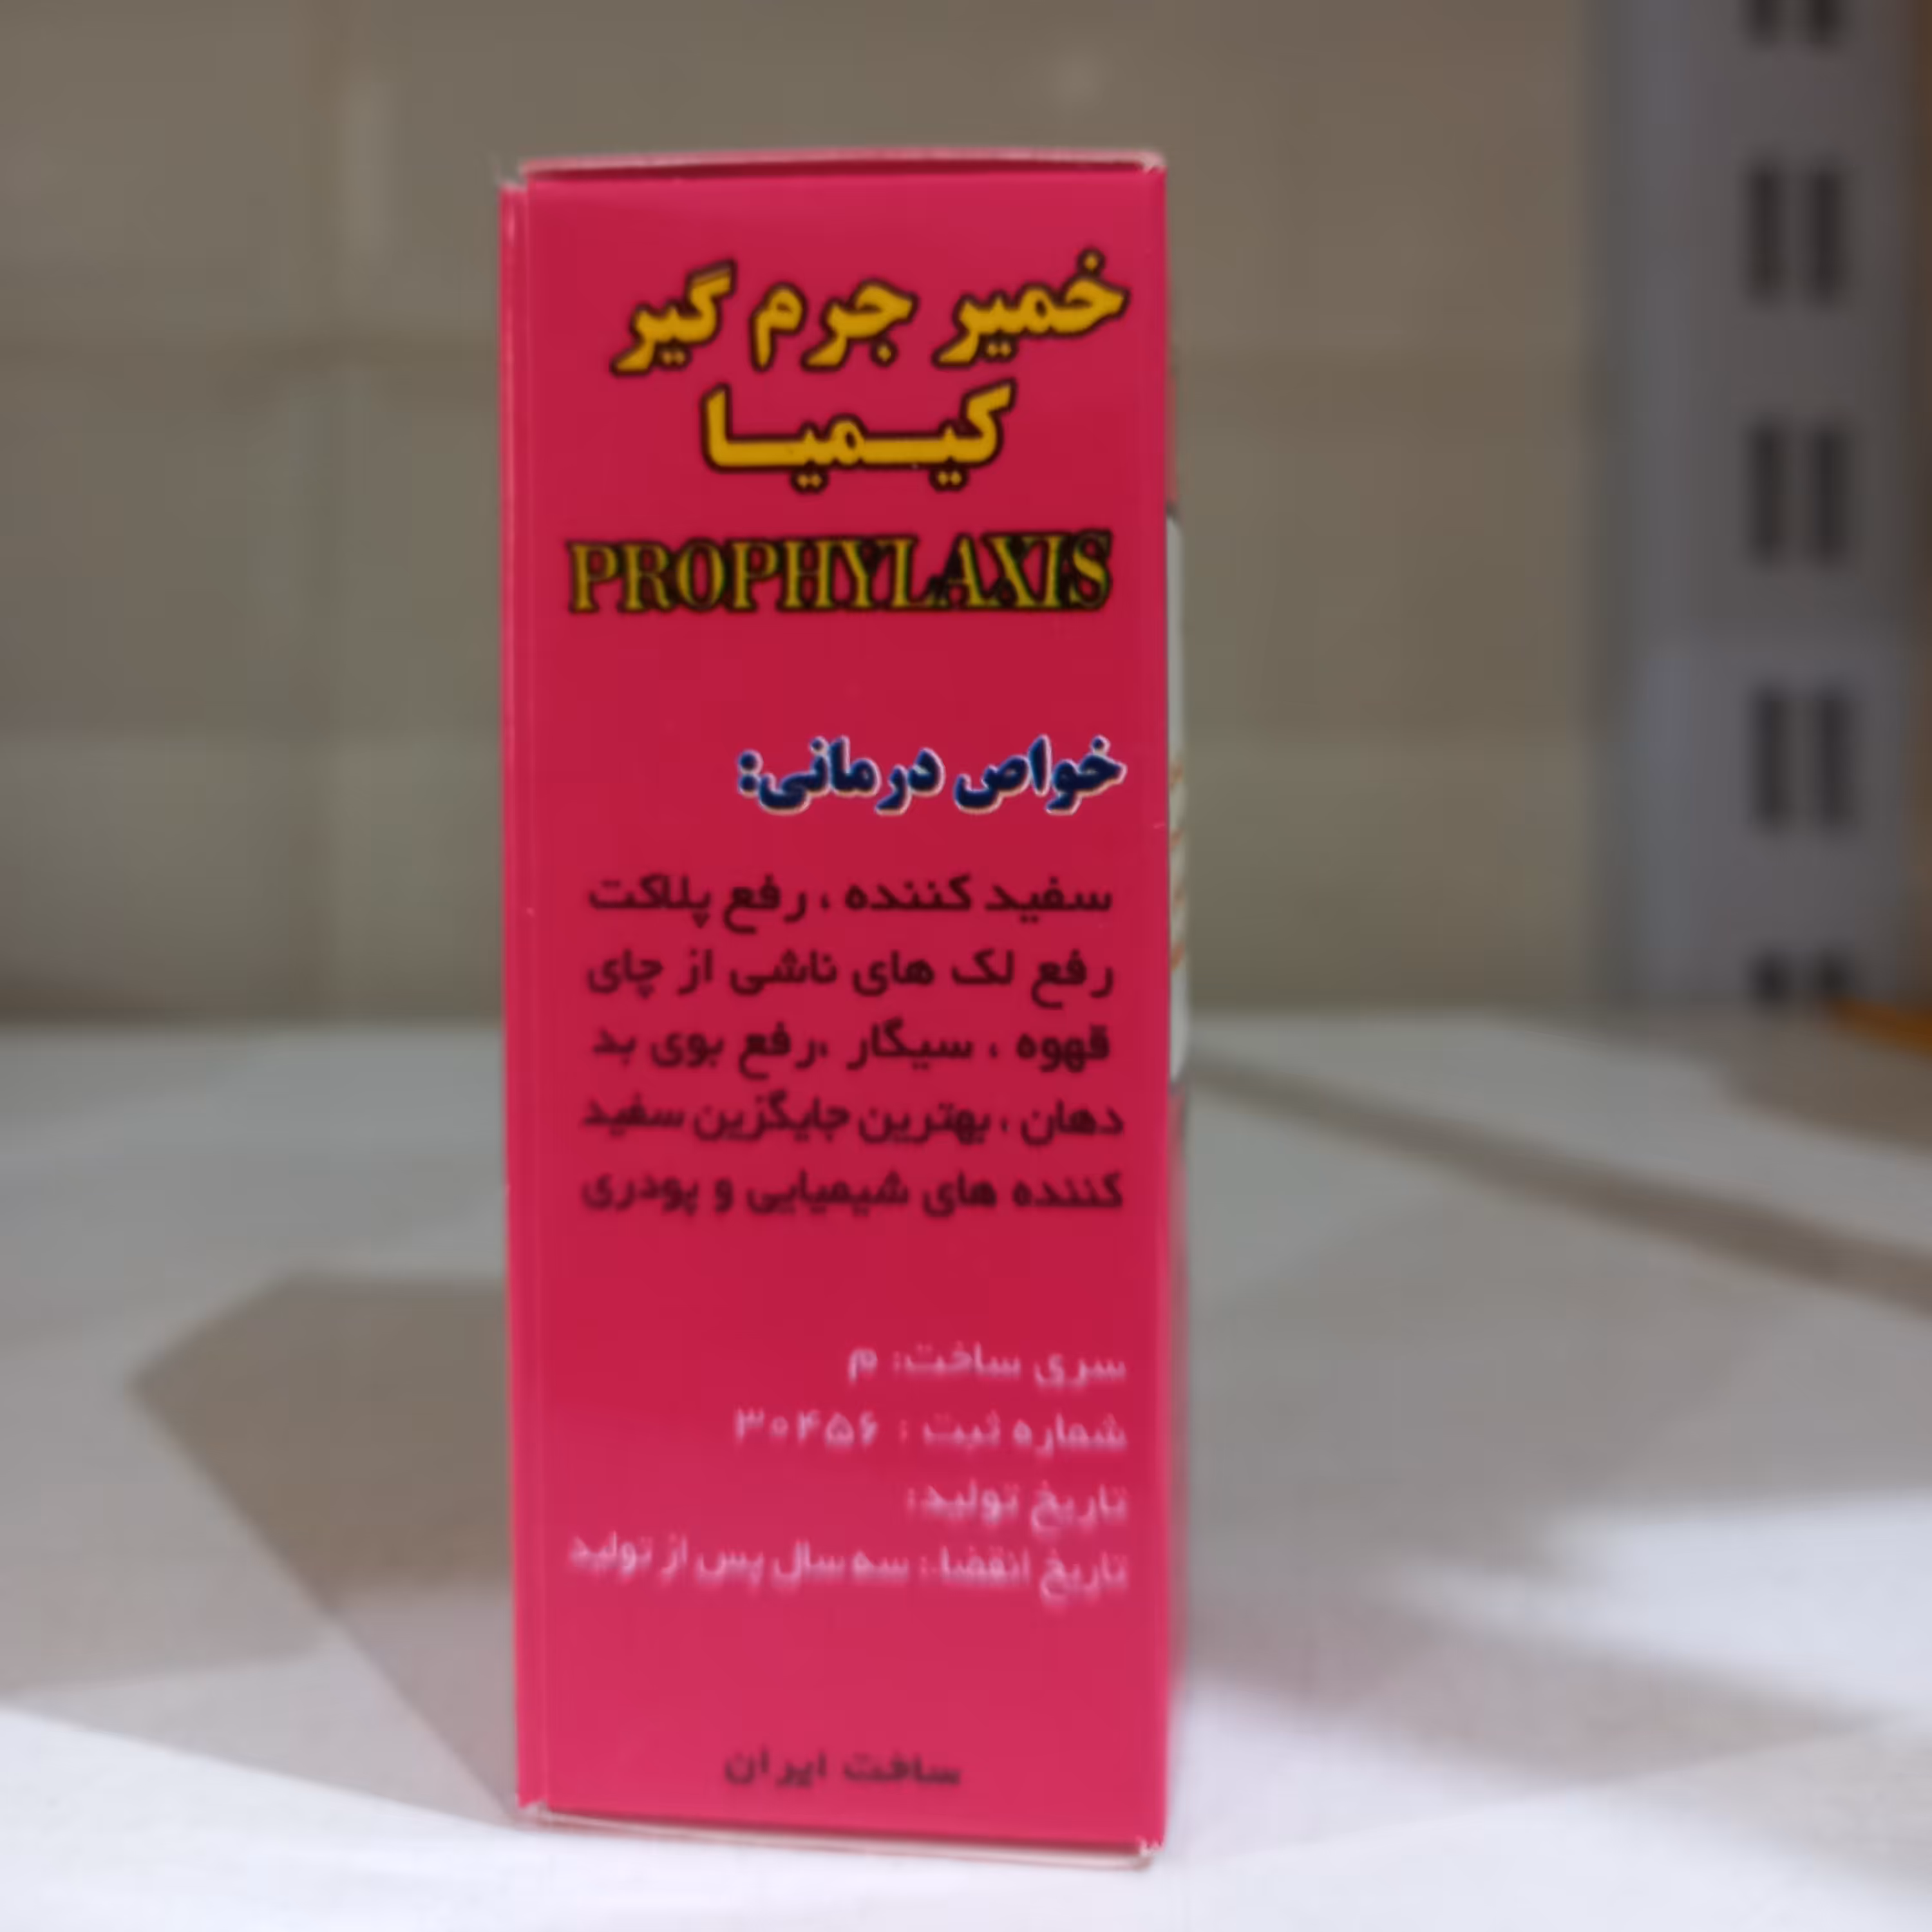 خمیر جرم گیر
کیمیا
PROPHYLAXIS
خواص درمانی:
سفید کننده ، رفع پلاکت
رفع لک های ناشی از چای
قهوه ، سیگار ،رفع بوی بد
دهان ، بهترین جایگزین سفید
کننده های شیمیایی و پودری
سری ساخت: م
شماره ثبت : ۳۰۴۵۶
تاریخ تولید:
تاریخ انقضا: سه سال پس از تولید
ساخت ایران